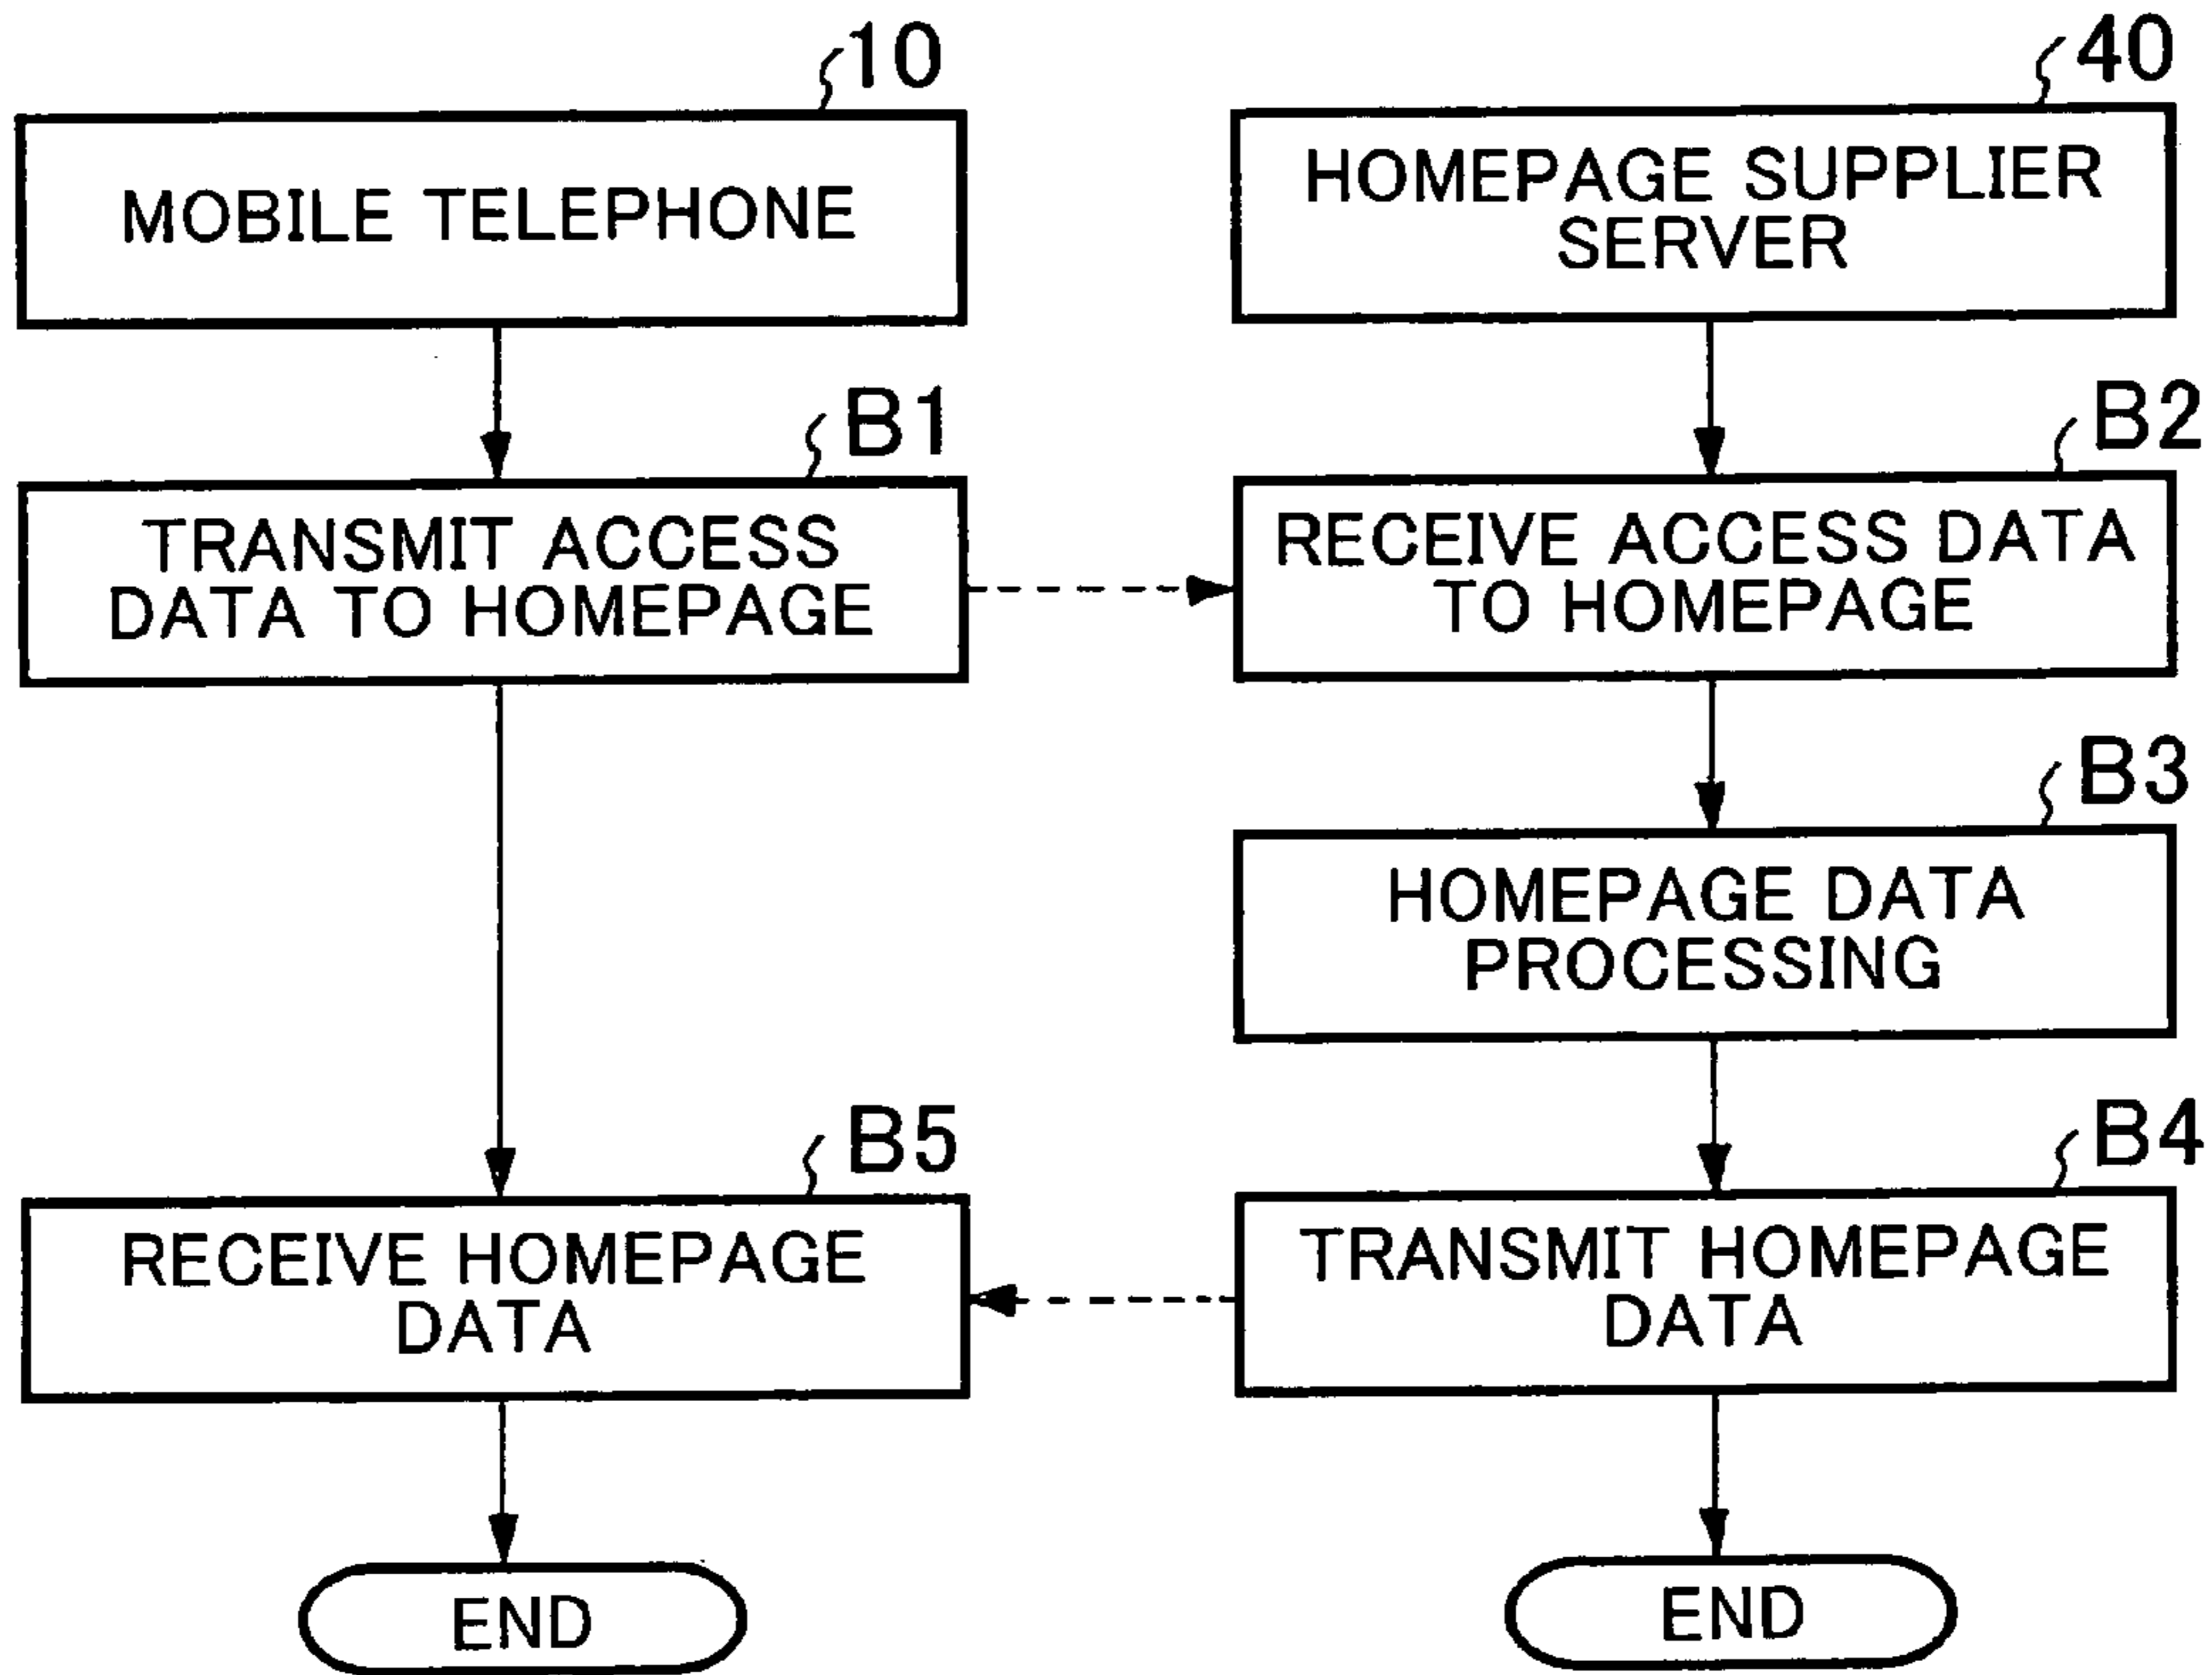 10
MOBILE TELEPHONE
40
HOMEPAGE SUPPLIER
SERVER
B1
TRANSMIT ACCESS
DATA TO HOMEPAGE
B2
RECEIVE ACCESS DATA
TO HOMEPAGE
B3
HOMEPAGE DATA
PROCESSING
B5
RECEIVE HOMEPAGE
DATA
B4
TRANSMIT HOMEPAGE
DATA
END
END